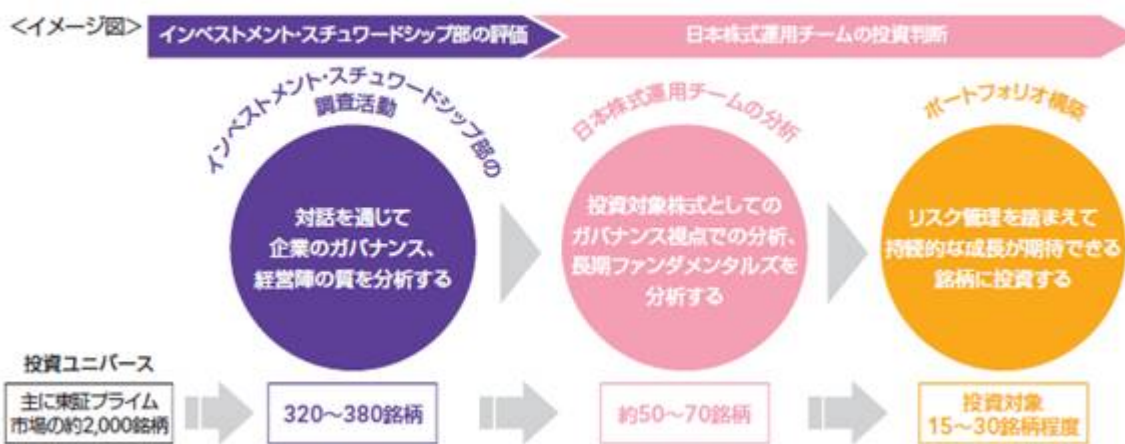 <イメージ図>
インベストメント・スチュワードシップ部の評価
日本株式運用チームの投資判断
インベストメント・スチュワードシップ部の
調査活動
日本株式運用チームの分析
ポートフォリオ構築
対話を通じて
企業のガバナンス、
経営陣の質を分析する
投資対象株式としての
ガバナンス視点での分析、
長期ファンダメンタルズを
分析する
リスク管理を踏まえて
持続的な成長が期待できる
銘柄に投資する
投資ユニバース
主に東証プライム
市場の約2,000銘柄
320～380銘柄
約50～70銘柄
投資対象
15～30銘柄程度